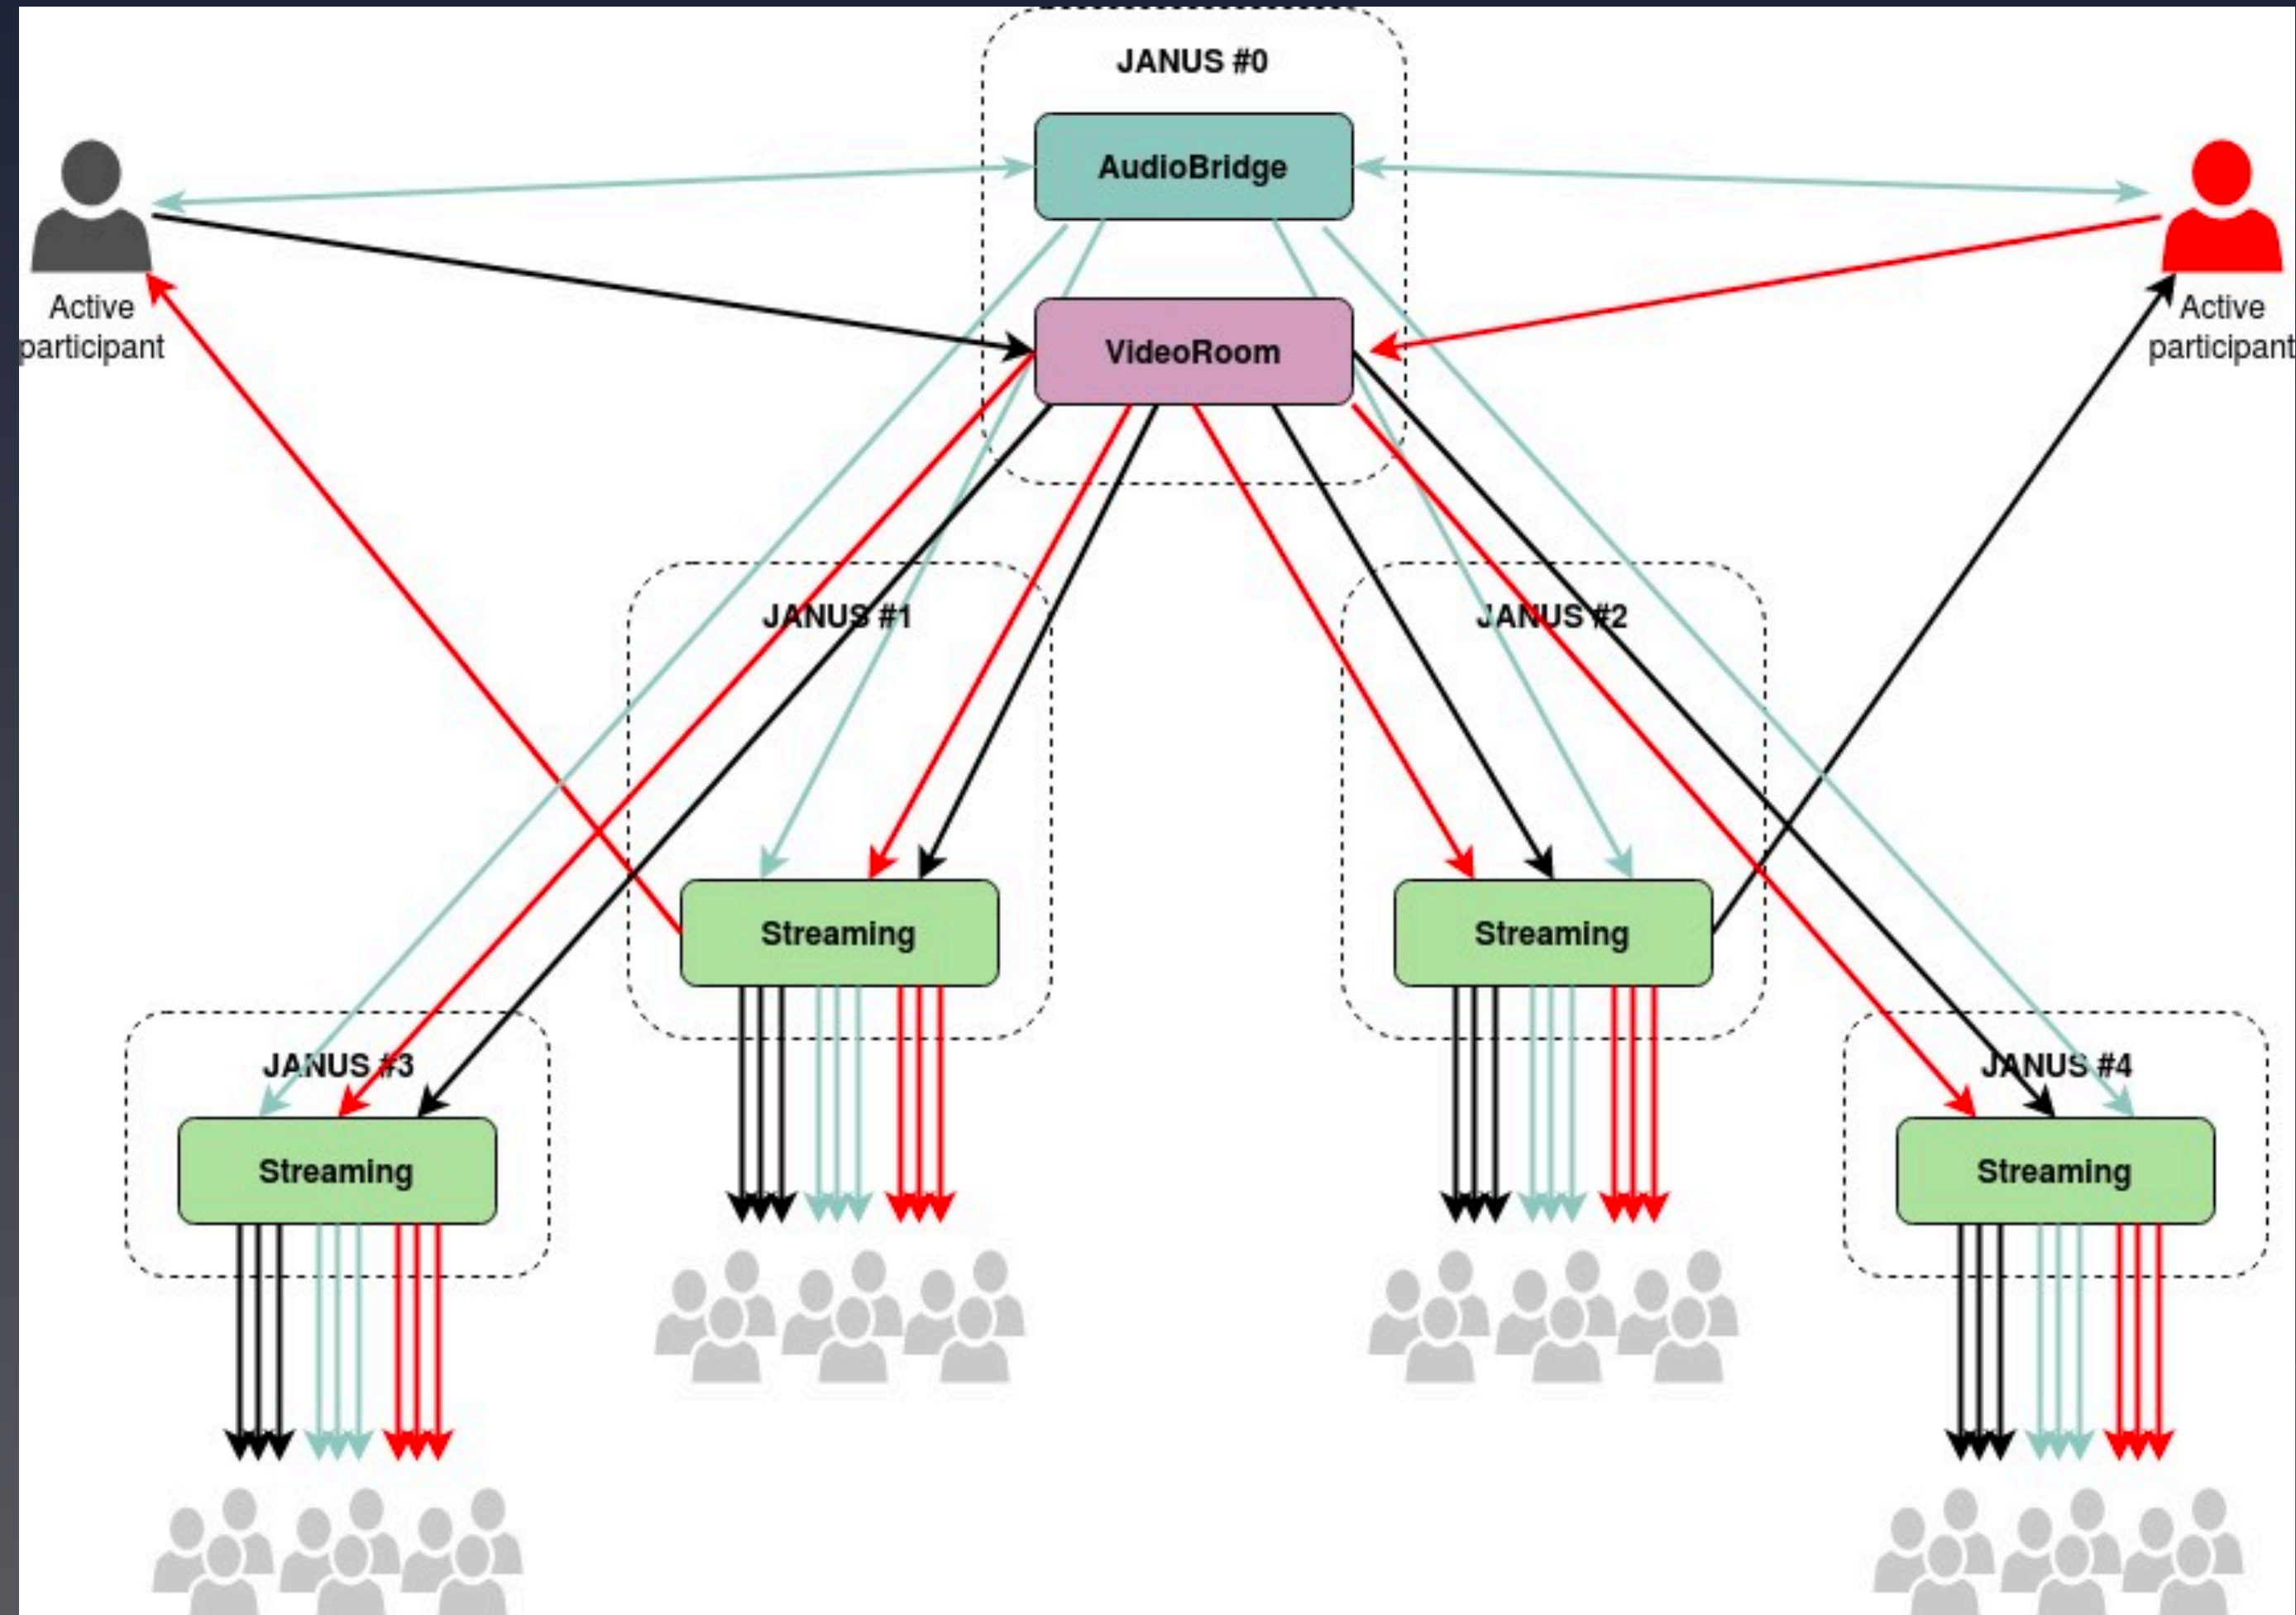 JANUS #0
AudioBridge
Active
participant
VideoRoom
Active
participant
JANUS #1
JANUS #2
Streaming
Streaming
JANUS #3
JANUS #4
Streaming
Streaming